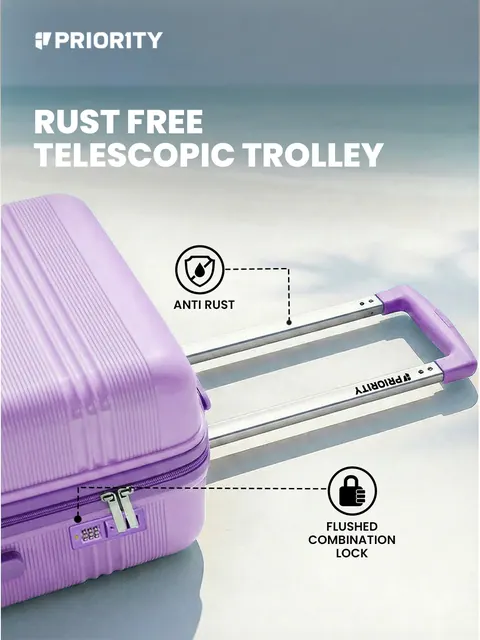 PRIORITY
RUST FREE
TELESCOPIC TROLLEY
ANTI RUST
PRIORITY
FLUSHED
COMBINATION
LOCK